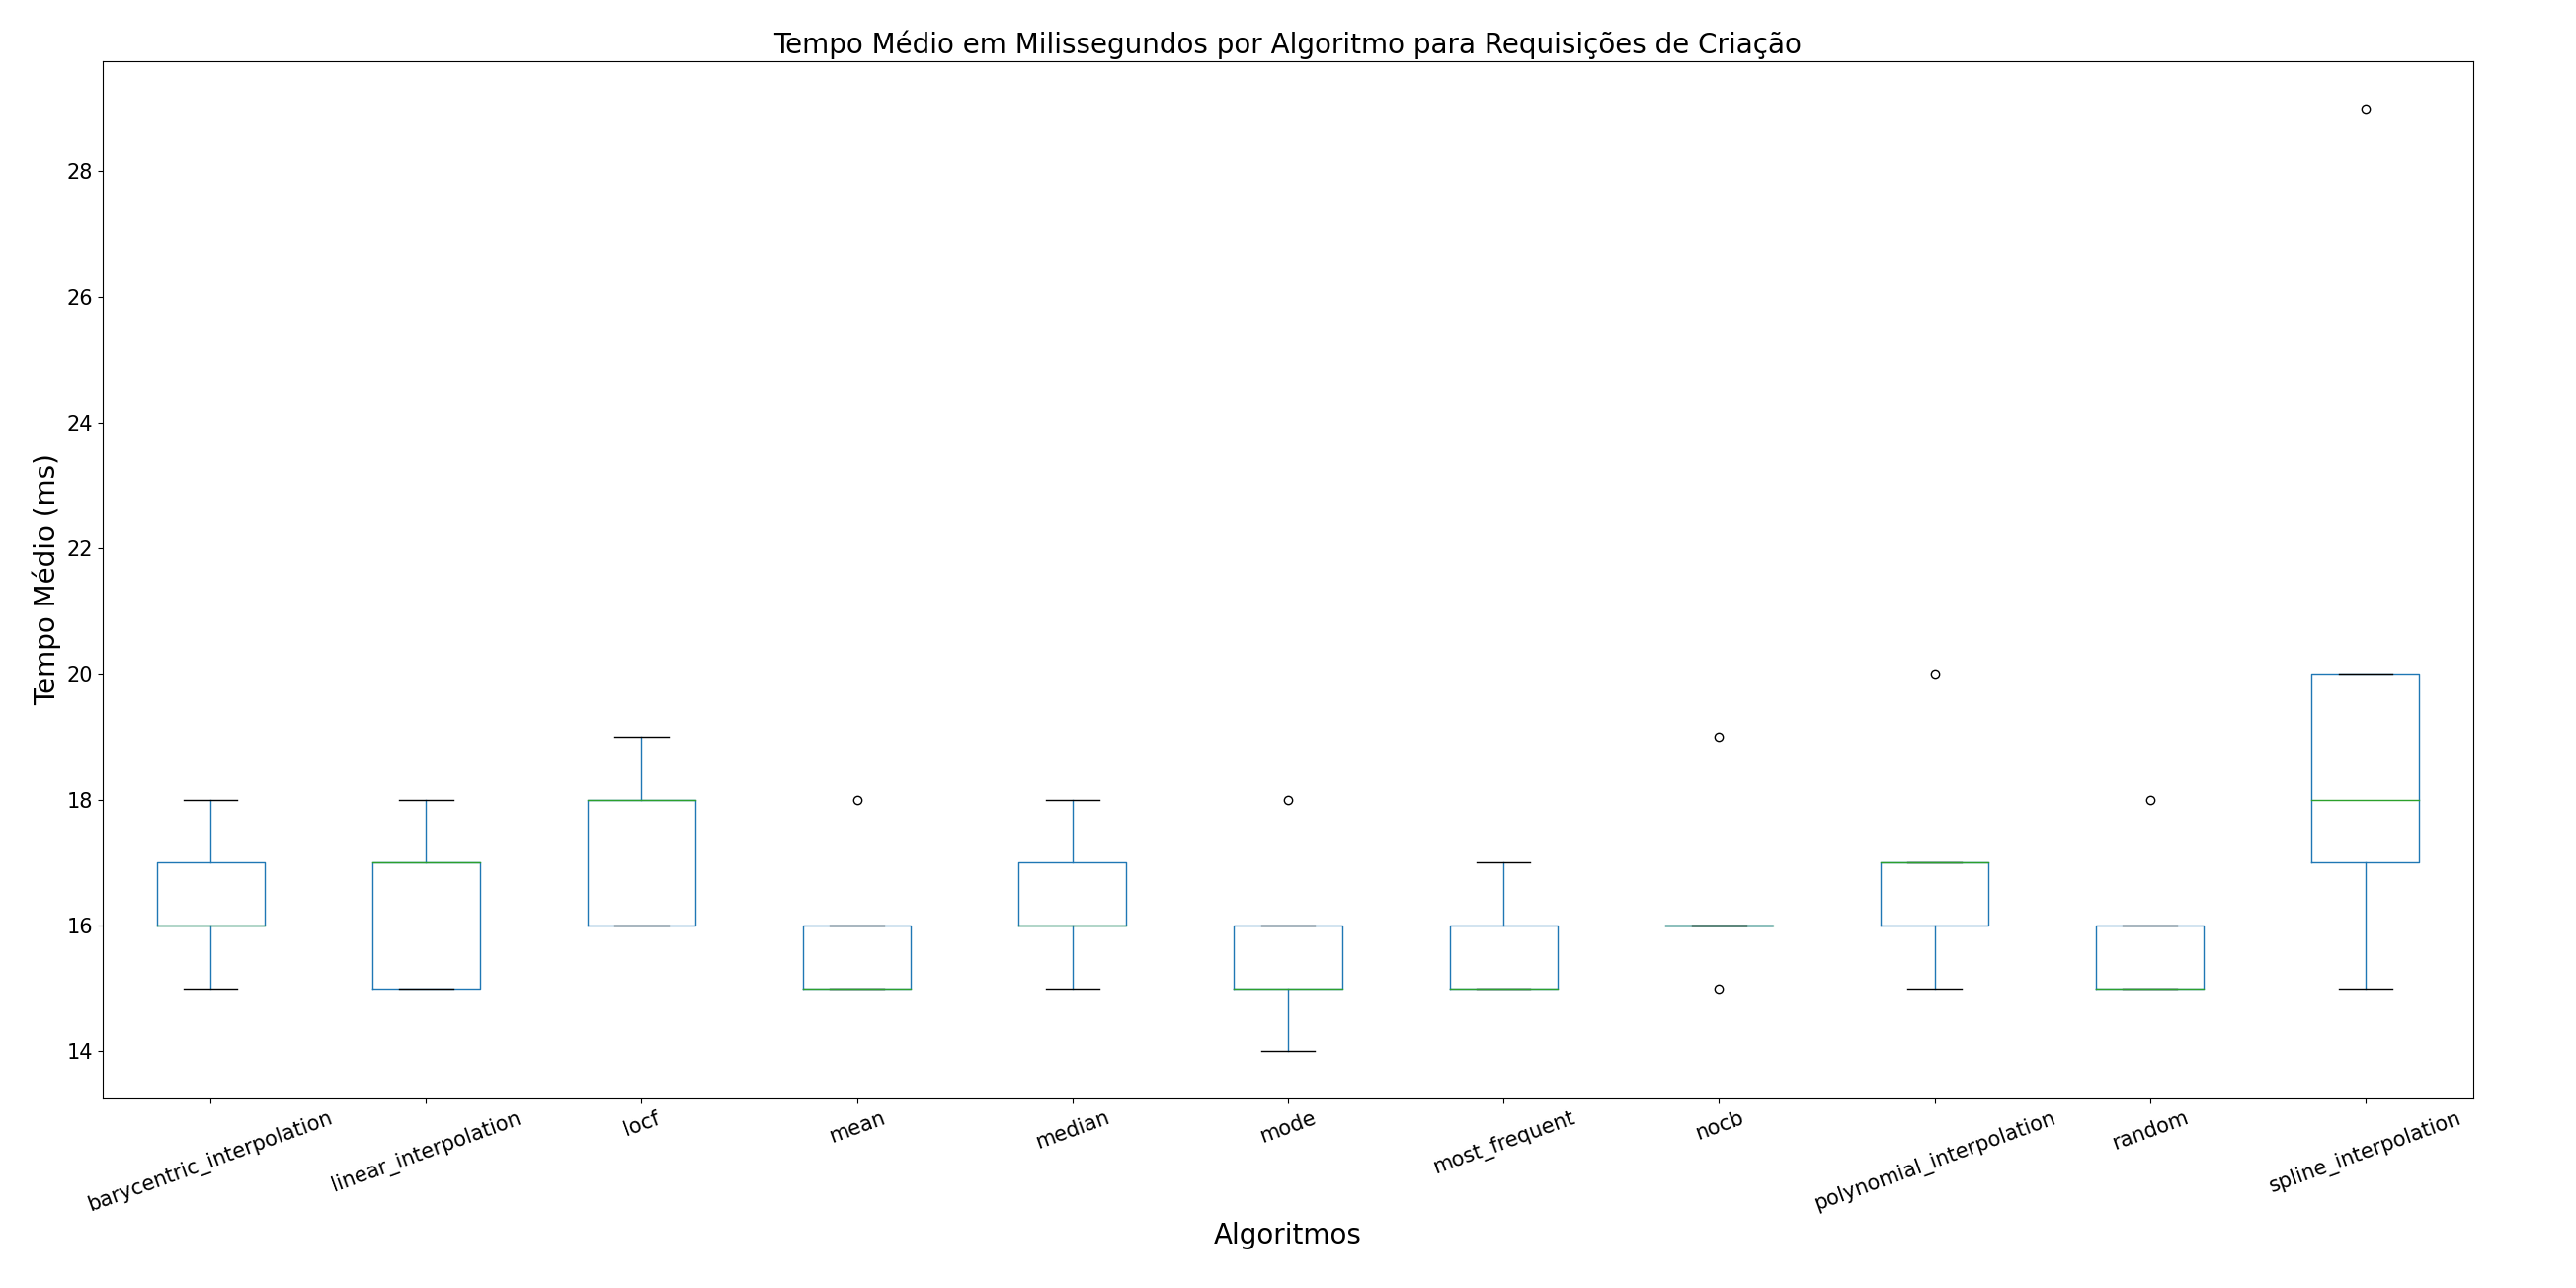 Tempo Médio em Milissegundos por Algoritmo para Requisições de Criação
Tempo Médio (ms)
28
26
24
22
20
18
16
14
barycentric_interpolation
linear_interpolation
locf
mean
median
mode
most_frequent
nocb
polynomial_interpolation
random
spline_interpolation
Algoritmos